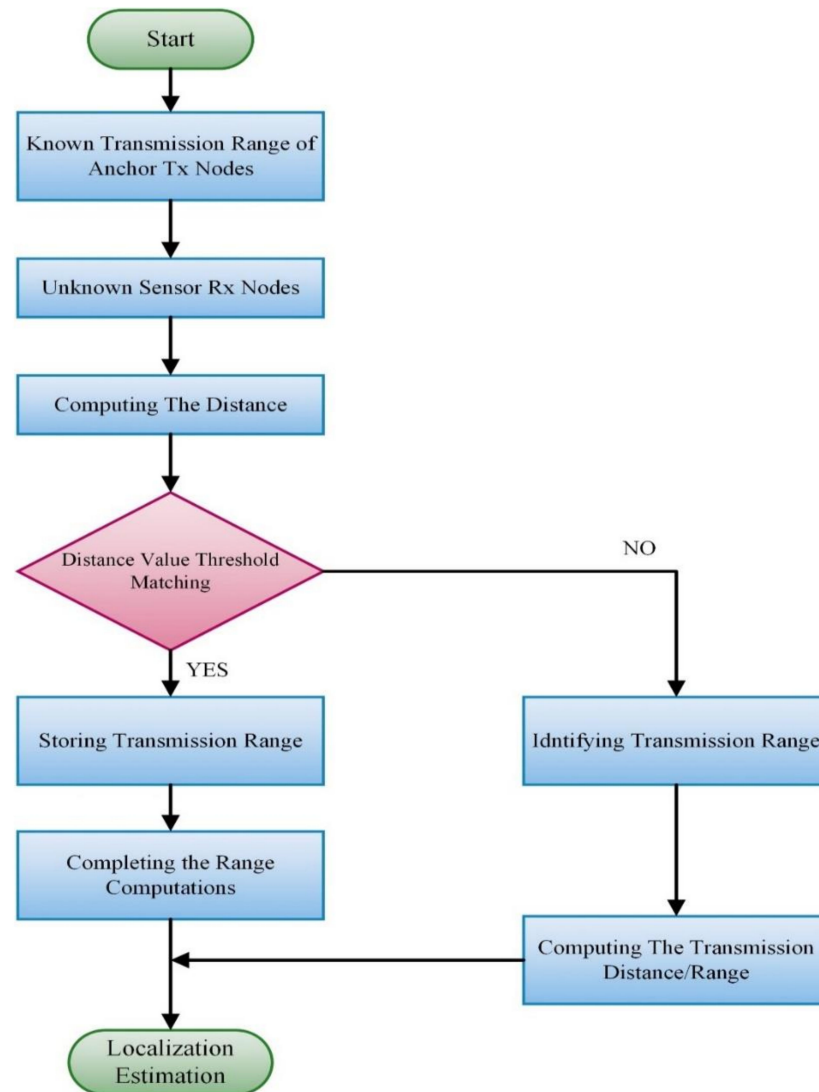 Start
Known Transmission Range of
Anchor Tx Nodes
Unknown Sensor Rx Nodes
Computing The Distance
Distance Value Threshold
Matching
NO
YES
Storing Transmission Range
Idntifying Transmission Range
Completing the Range
Computations
Computing The Transmission
Distance/Range
Localization
Estimation